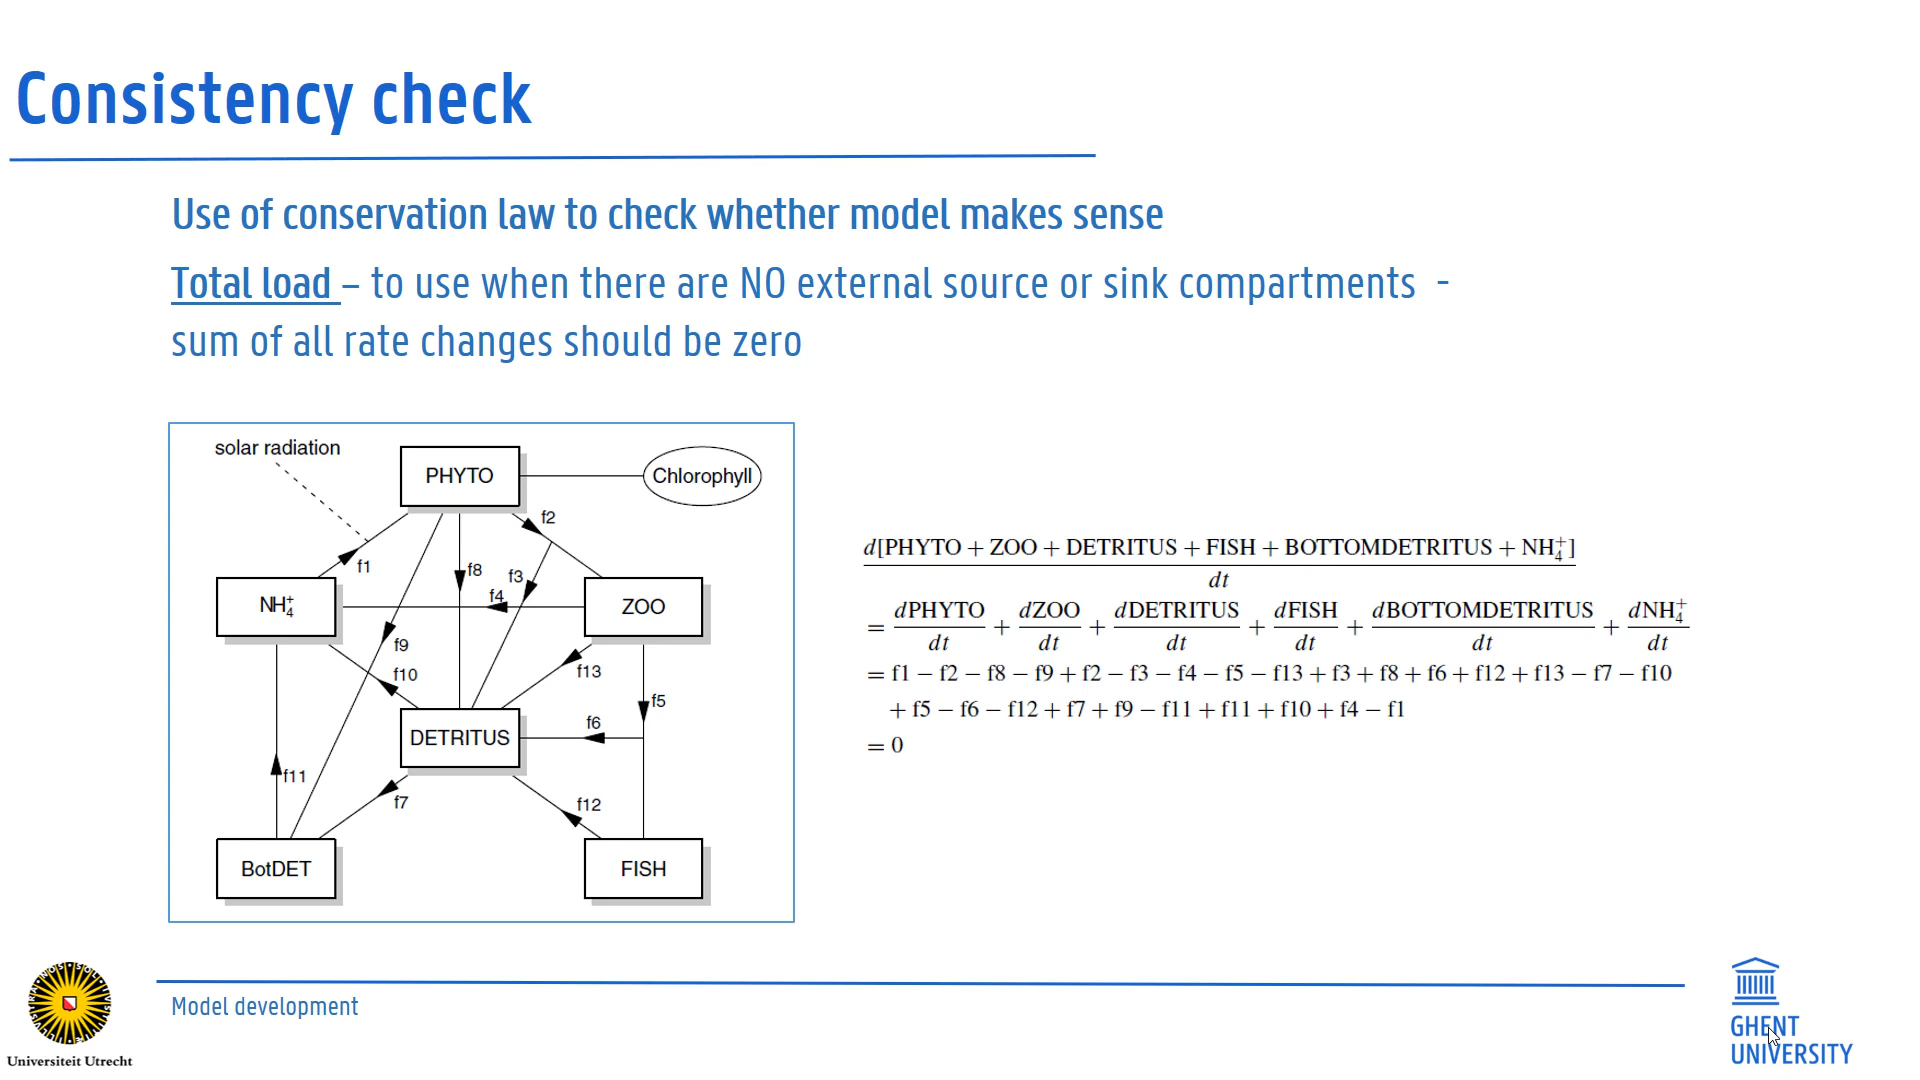 Consistency check
Use of conservation law to check whether model makes sense
Total load – to use when there are NO external source or sink compartments -
sum of all rate changes should be zero
solar radiation
PHYTO
Chlorophyll
f2
f1
f8
f3
f4
NH₄⁺
ZOO
f9
f10
f13
f5
f6
DETRITUS
f11
f7
f12
BotDET
FISH
d[PHYTO + ZOO + DETRITUS + FISH + BOTTOMDETRITUS + NH₄⁺]
dt
= dPHYTO/dt + dZOO/dt + dDETRITUS/dt + dFISH/dt + dBOTTOMDETRITUS/dt + dNH₄⁺/dt
= f1 − f2 − f8 − f9 + f2 − f3 − f4 − f5 − f13 + f3 + f8 + f6 + f12 + f13 − f7 − f10
+ f5 − f6 − f12 + f7 + f9 − f11 + f11 + f10 + f4 − f1
= 0
Model development
Universiteit Utrecht
GHENT
UNIVERSITY